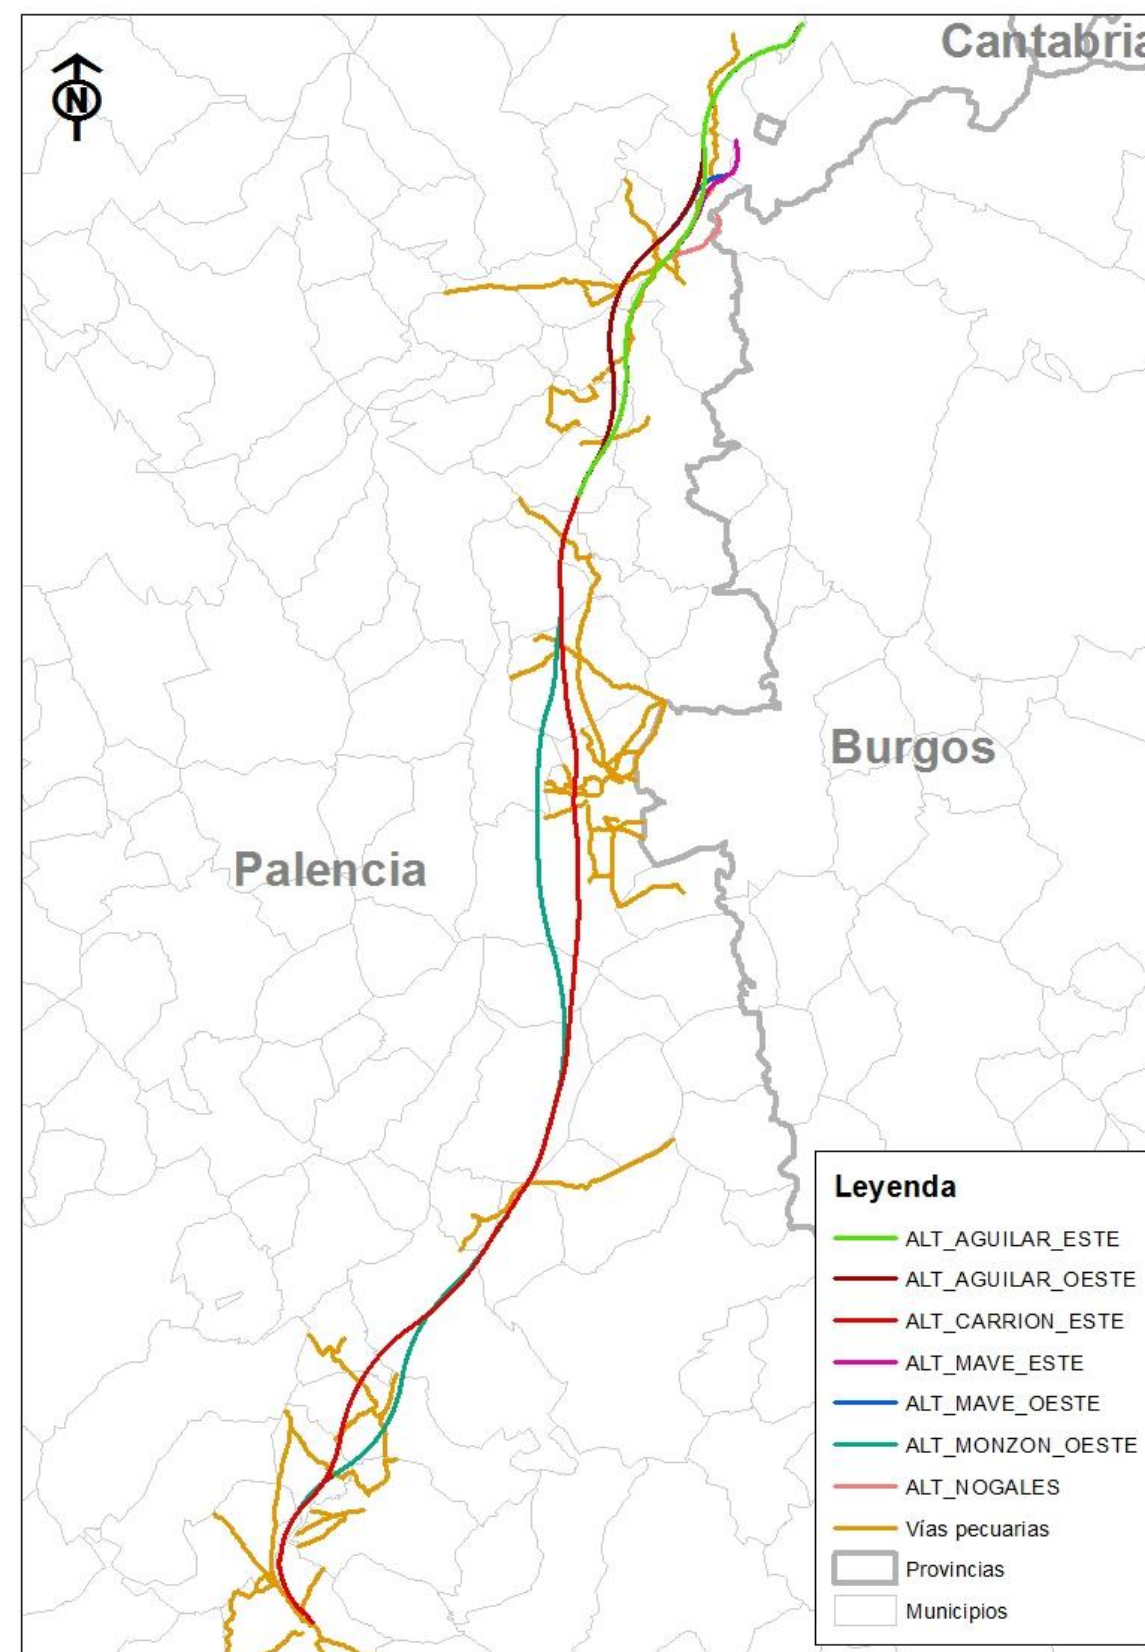 Cantabria
N
Burgos
Palencia
Leyenda
ALT_AGUILAR_ESTE
ALT_AGUILAR_OESTE
ALT_CARRION_ESTE
ALT_MAVE_ESTE
ALT_MAVE_OESTE
ALT_MONZON_OESTE
ALT_NOGALES
Vías pecuarias
Provincias
Municipios